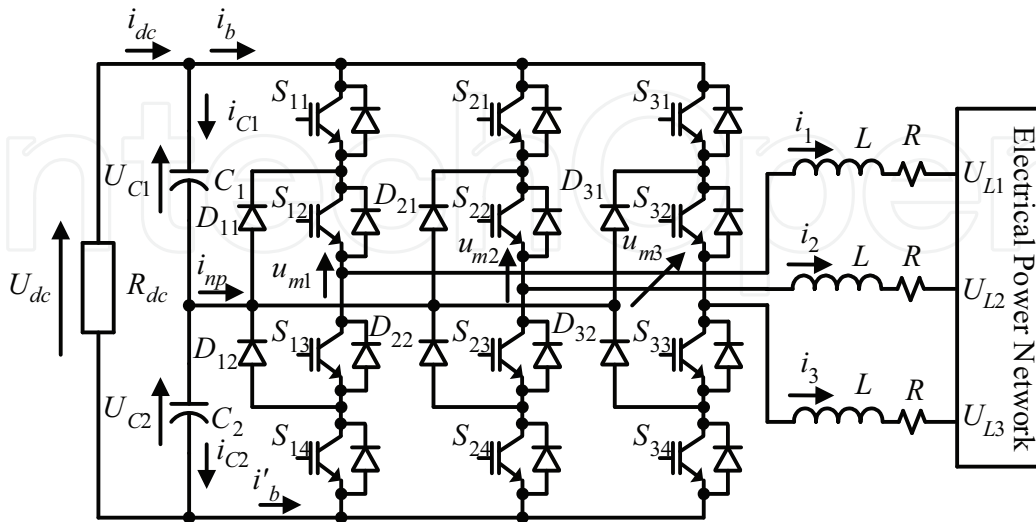 i_dc i_b
S_11 S_21 S_31
i_C1
U_C1 C_1
i_1 L R U_L1
D_11 S_12 D_21 S_22 D_31 S_32
u_m1 u_m2 u_m3
i_2 L R U_L2
U_dc R_dc i_np
D_12 S_13 D_22 S_23 D_32 S_33
i_3 L R U_L3
U_C2 C_2
i_C2
S_14 S_24 S_34
i'_b
Electrical Power Network
ntechOpen